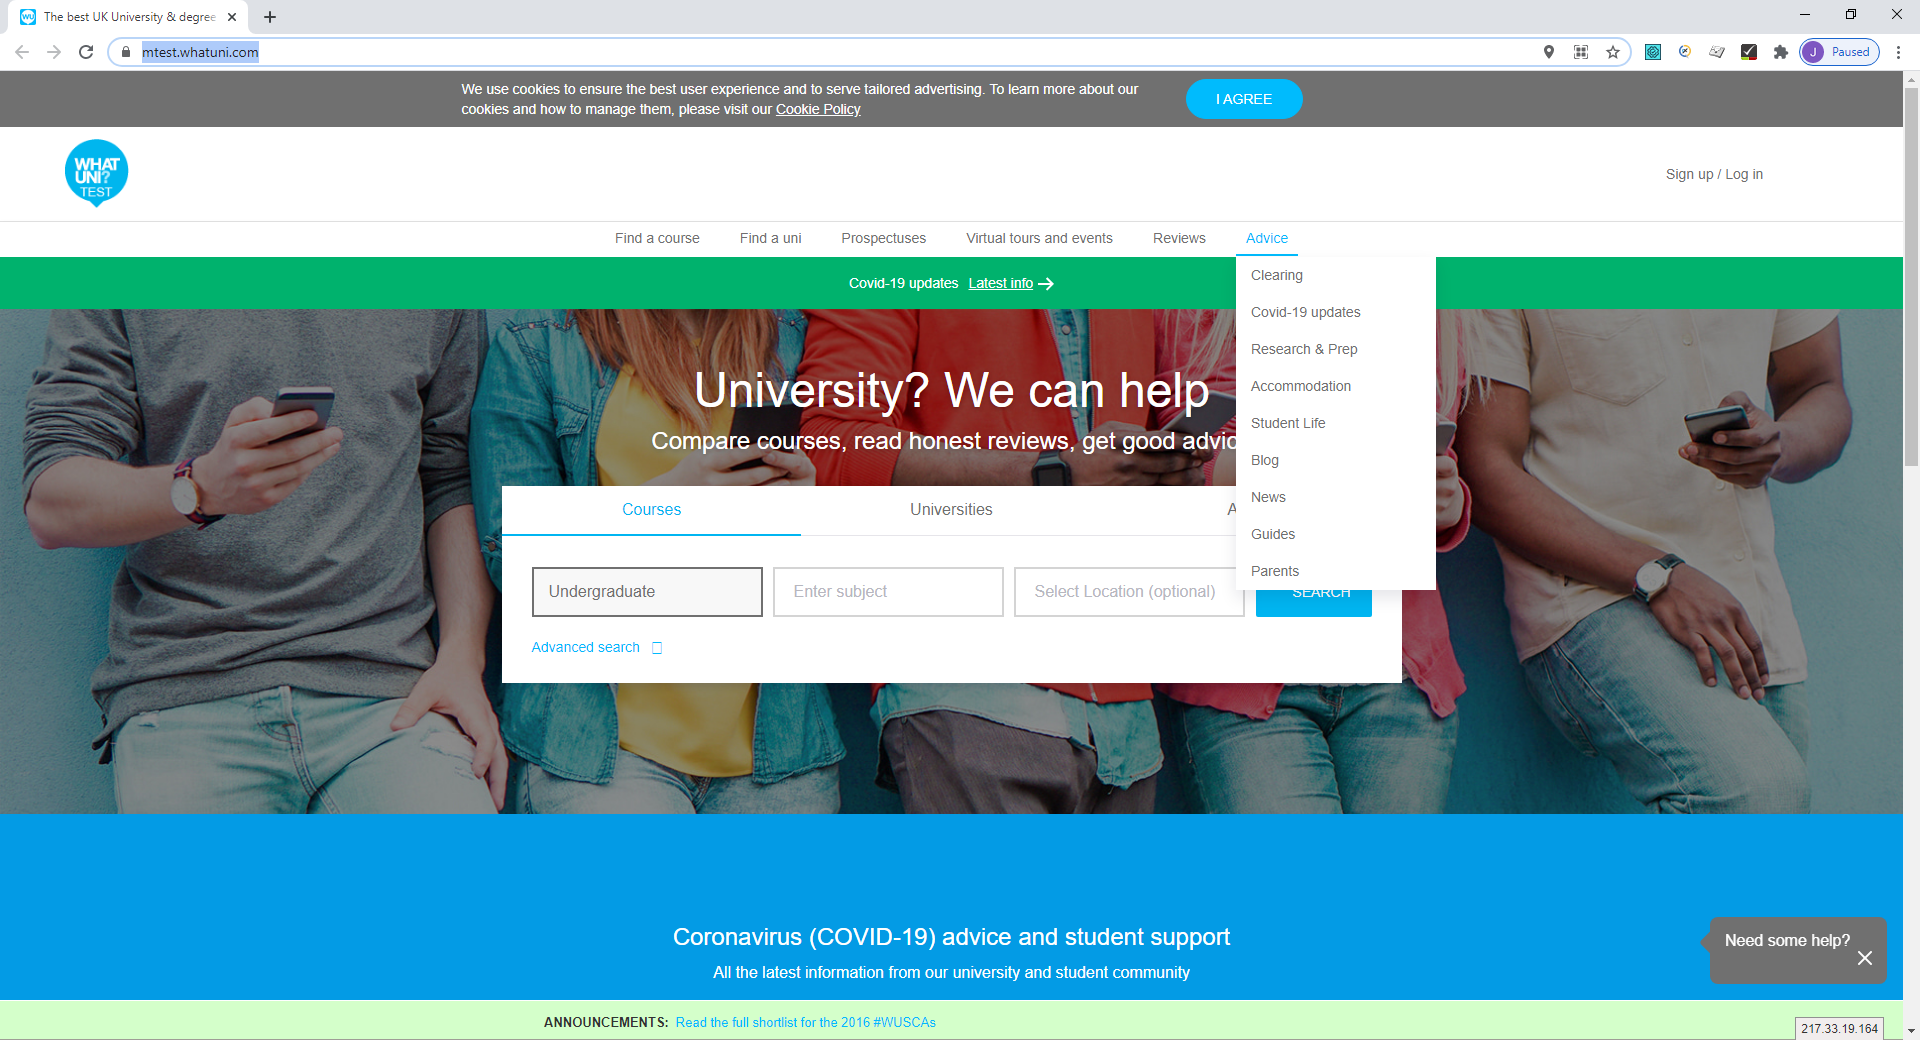 The best UK University & degree
mtest.whatuni.com
J Paused
We use cookies to ensure the best user experience and to serve tailored advertising. To learn more about our
cookies and how to manage them, please visit our Cookie Policy
I AGREE
WHAT
UNI?
TEST
Sign up / Log in
Find a course Find a uni Prospectuses Virtual tours and events Reviews Advice
Covid-19 updates Latest info
Clearing
Covid-19 updates
Research & Prep
Accommodation
Student Life
Blog
News
Guides
Parents
University? We can help
Compare courses, read honest reviews, get good advic
Courses Universities A
Undergraduate Enter subject Select Location (optional) SEARCH
Advanced search
Coronavirus (COVID-19) advice and student support
All the latest information from our university and student community
Need some help?
ANNOUNCEMENTS: Read the full shortlist for the 2016 #WUSCAs
217.33.19.164